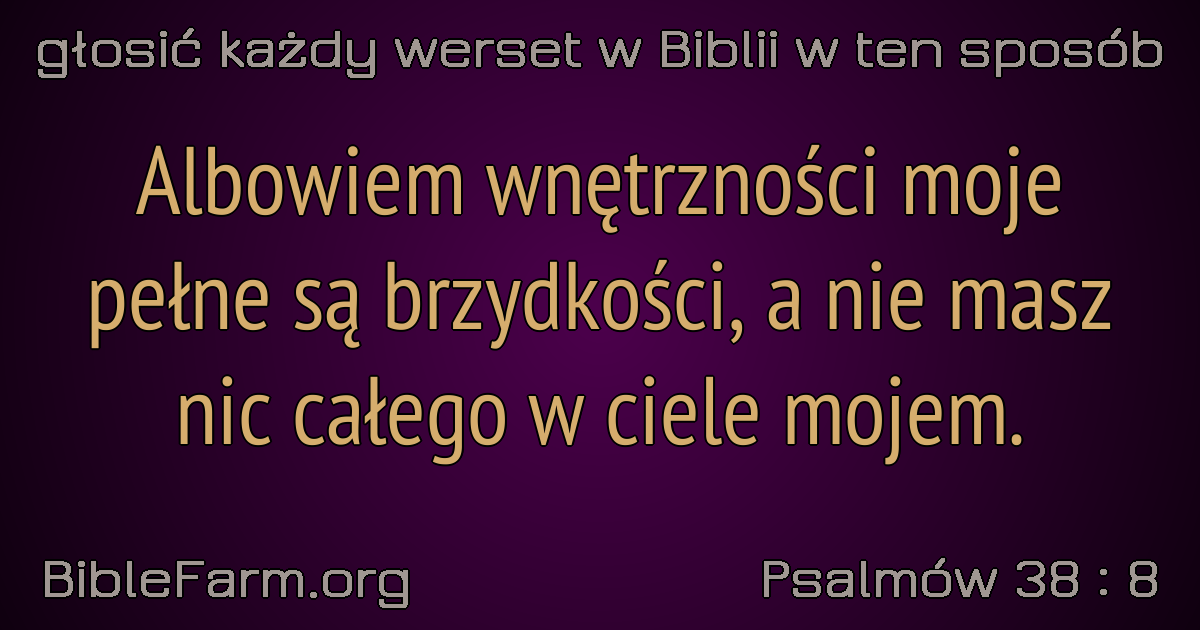 głosić każdy werset w Biblii w ten sposób
Albowiem wnętrzności moje
pełne są brzydkości, a nie masz
nic całego w ciele mojem.
BibleFarm.org
Psalmów 38 : 8